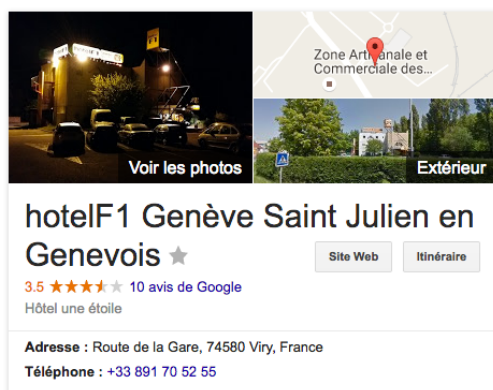 Zone Artisanale et
Commerciale des...
Voir les photos
Extérieur
hotelF1 Genève Saint Julien en
Genevois
Site Web
Itinéraire
3.5
10 avis de Google
Hôtel une étoile
Adresse : Route de la Gare, 74580 Viry, France
Téléphone : +33 891 70 52 55